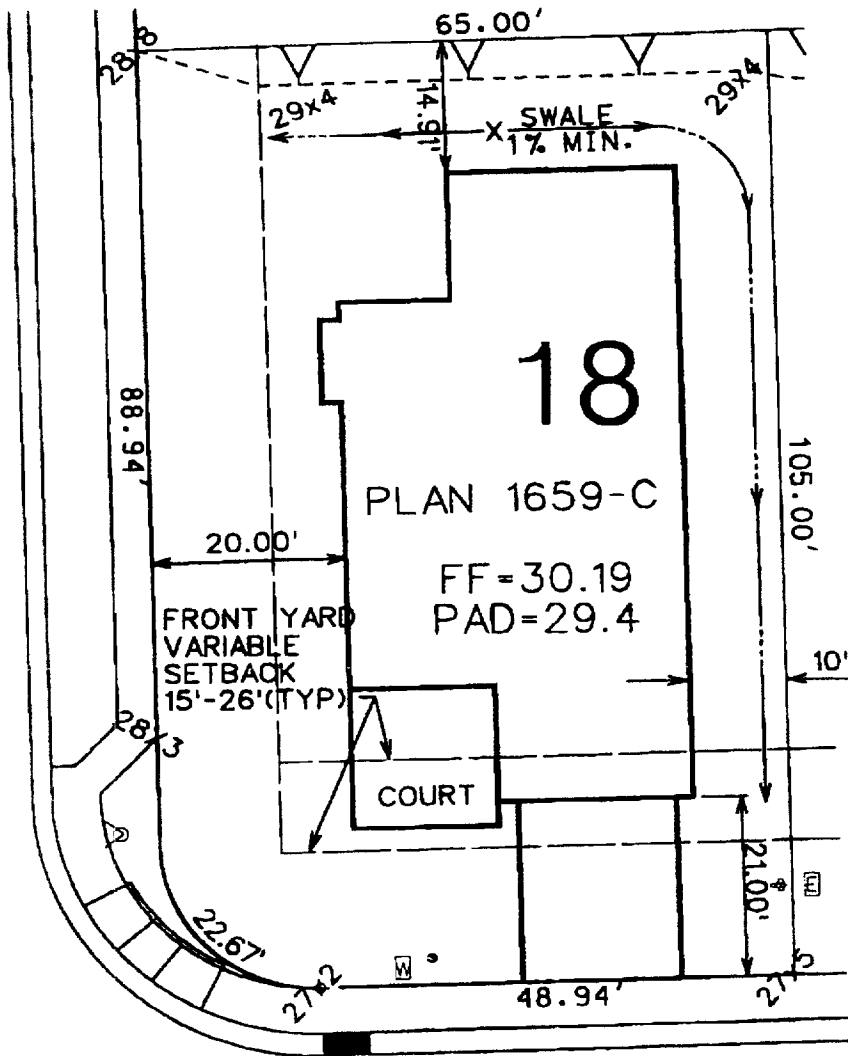 65.00'
28 8
29x4
14.91'
X SWALE
1% MIN.
29x4
18
88.94'
PLAN 1659-C
105.00'
20.00'
FF=30.19
PAD=29.4
FRONT YARD
VARIABLE
SETBACK
15'-26'(TYP)
10'
28 3
COURT
21.00'
E
22.67'
W
27 2
48.94'
27 5